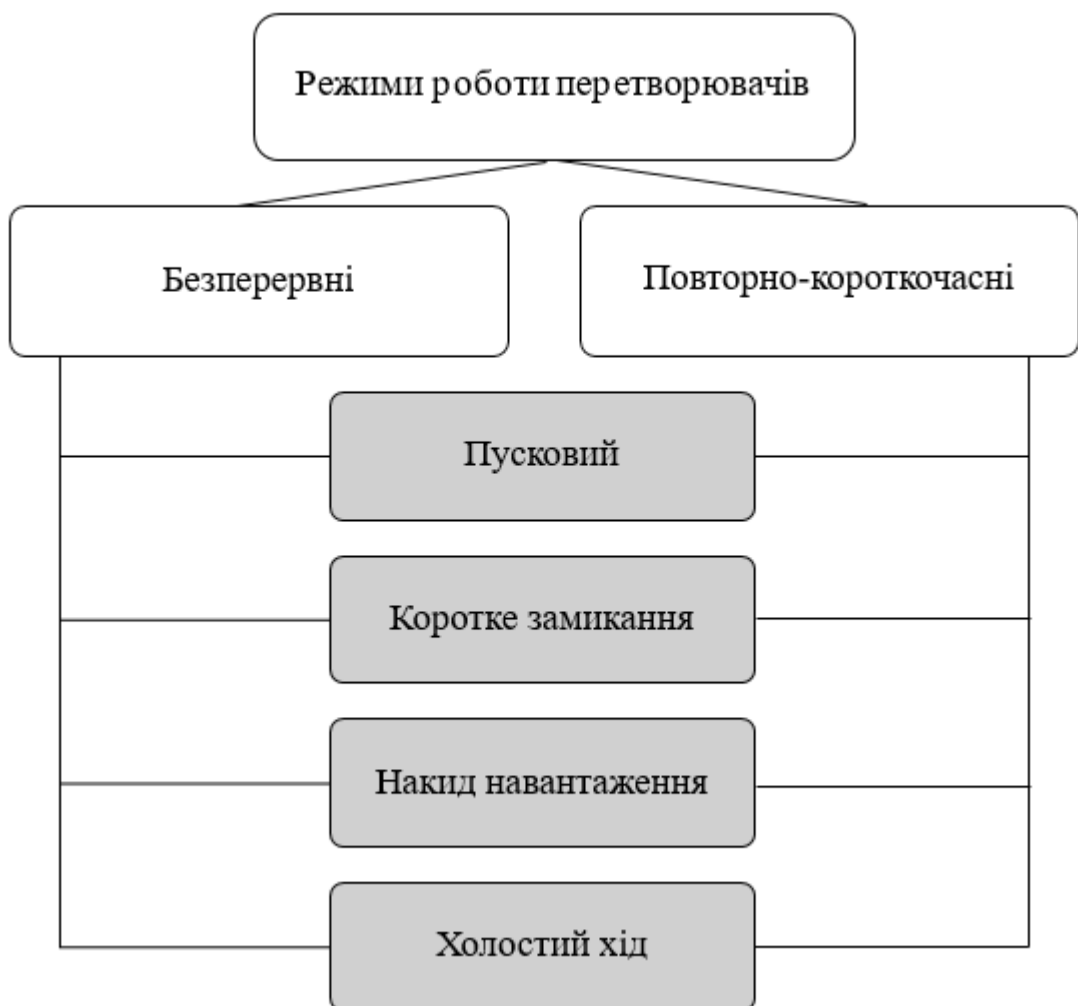 Режими роботи перетворювачів
Безперервні
Повторно-короткочасні
Пусковий
Коротке замикання
Накид навантаження
Холостий хід